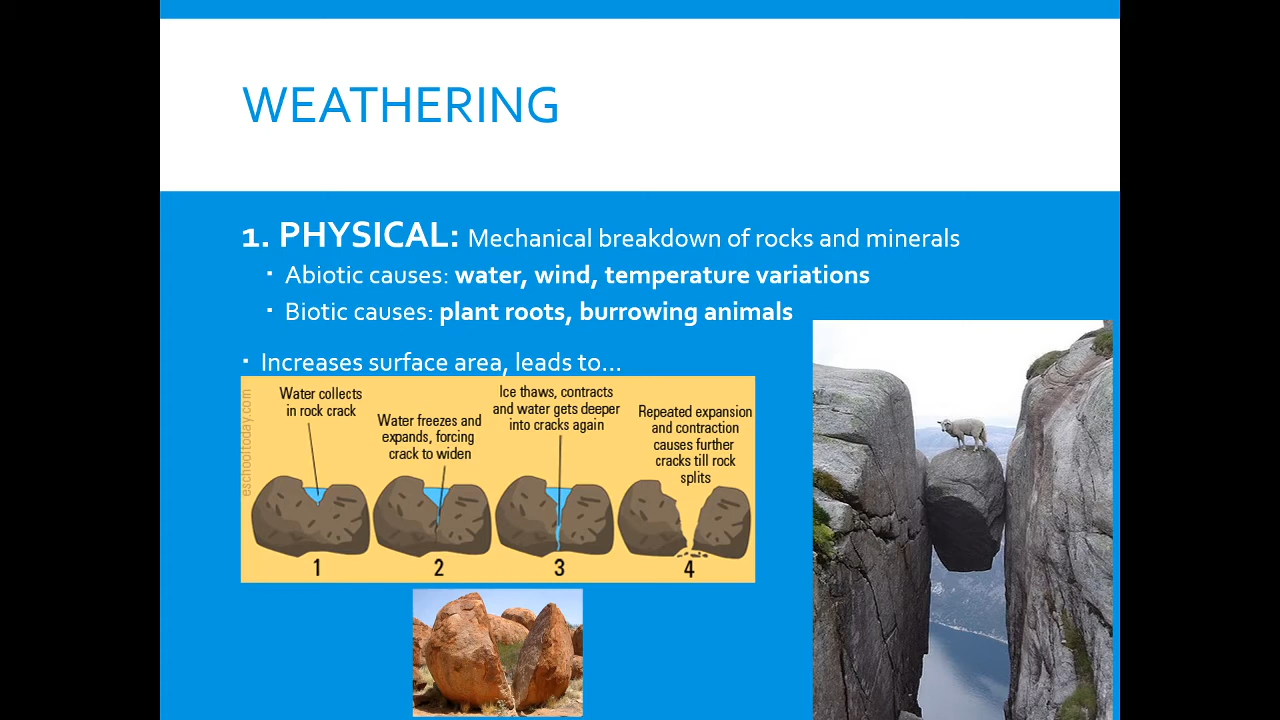 WEATHERING
1. PHYSICAL: Mechanical breakdown of rocks and minerals
▪ Abiotic causes: water, wind, temperature variations
▪ Biotic causes: plant roots, burrowing animals
▪ Increases surface area, leads to…
eschooltoday.com
Water collects
in rock crack
Water freezes and
expands, forcing
crack to widen
Ice thaws, contracts
and water gets deeper
into cracks again
Repeated expansion
and contraction
causes further
cracks till rock
splits
1
2
3
4